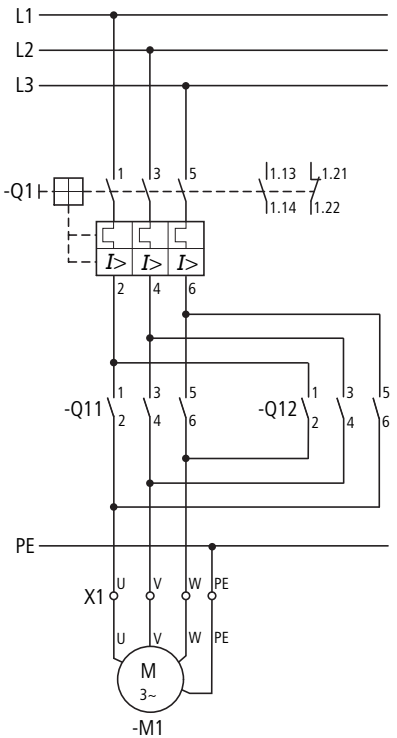 L1
L2
L3
-Q1
1 3 5 1.13 1.21
1.14 1.22
I> I> I>
2 4 6
-Q11 1 3 5 -Q12 1 3 5
2 4 6 2 4 6
PE
X1 U V W PE
U V W PE
M
3~
-M1